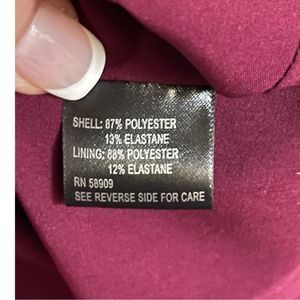 SHELL: 87% POLYESTER
13% ELASTANE
LINING: 88% POLYESTER
12% ELASTANE
RN 58909
SEE REVERSE SIDE FOR CARE